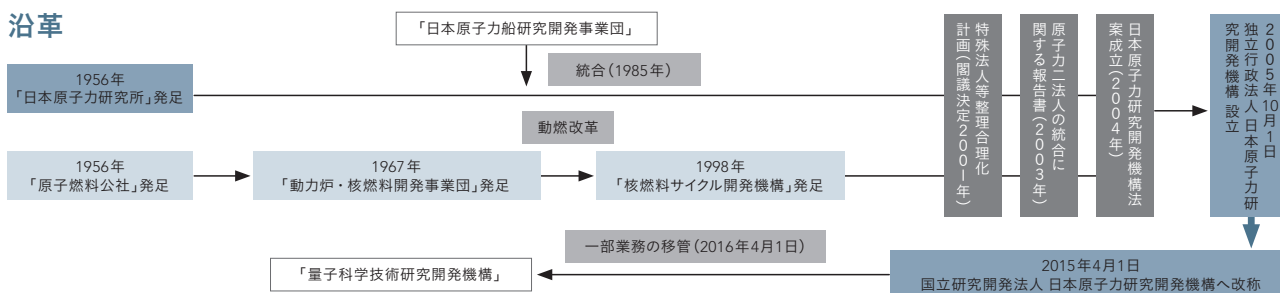 沿革
「日本原子力船研究開発事業団」
統合(1985年)
1956年
「日本原子力研究所」発足
動燃改革
1956年
「原子燃料公社」発足
1967年
「動力炉・核燃料開発事業団」発足
1998年
「核燃料サイクル開発機構」発足
特殊法人等整理合理化
計画(閣議決定2001年)
原子力二法人の統合に
関する報告書(2003年)
日本原子力研究開発機構法
案成立(2004年)
2005年10月1日
独立行政法人 日本原子力研
究開発機構 設立
一部業務の移管(2016年4月1日)
「量子科学技術研究開発機構」
2015年4月1日
国立研究開発法人 日本原子力研究開発機構へ改称